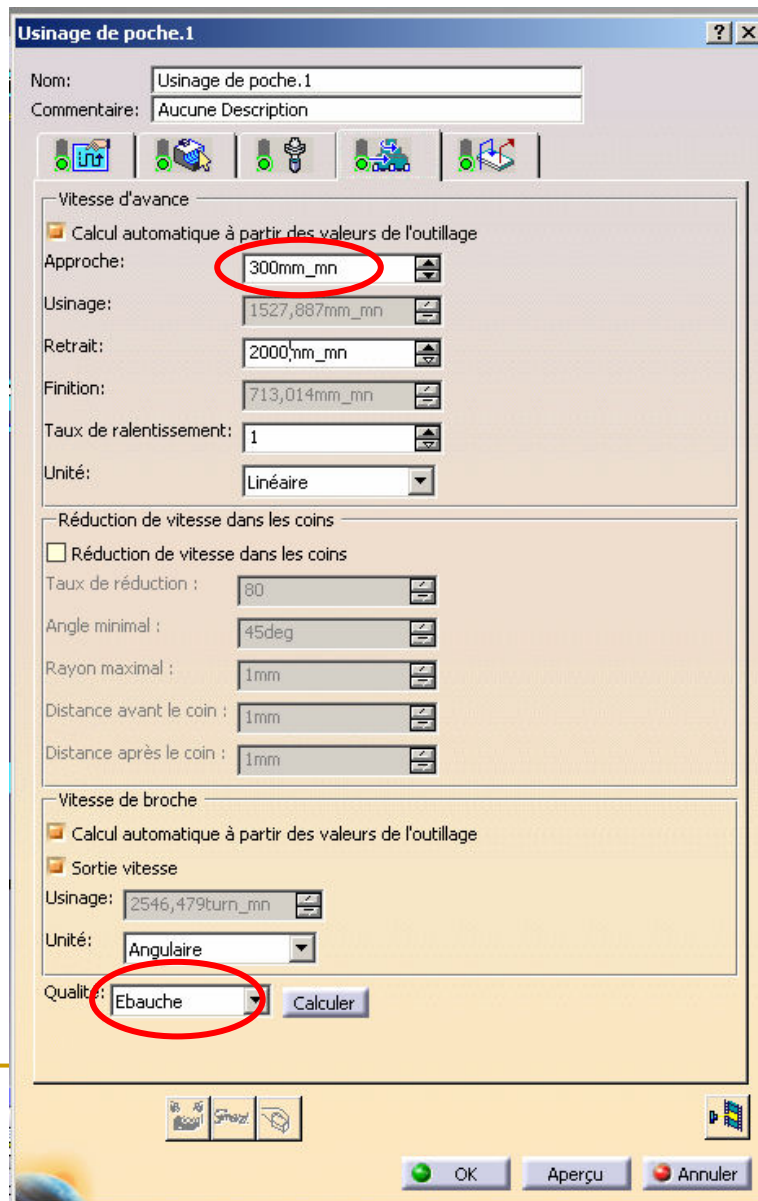 Usinage de poche.1
Nom: Usinage de poche.1
Commentaire: Aucune Description
Vitesse d'avance
Calcul automatique à partir des valeurs de l'outillage
Approche: 300mm_mn
Usinage: 1527,887mm_mn
Retrait: 2000mm_mn
Finition: 713,014mm_mn
Taux de ralentissement: 1
Unité: Linéaire
Réduction de vitesse dans les coins
Réduction de vitesse dans les coins
Taux de réduction : 80
Angle minimal : 45deg
Rayon maximal : 1mm
Distance avant le coin : 1mm
Distance après le coin : 1mm
Vitesse de broche
Calcul automatique à partir des valeurs de l'outillage
Sortie vitesse
Usinage: 2546,479turn_mn
Unité: Angulaire
Qualité: Ebauche Calculer
OK Aperçu Annuler